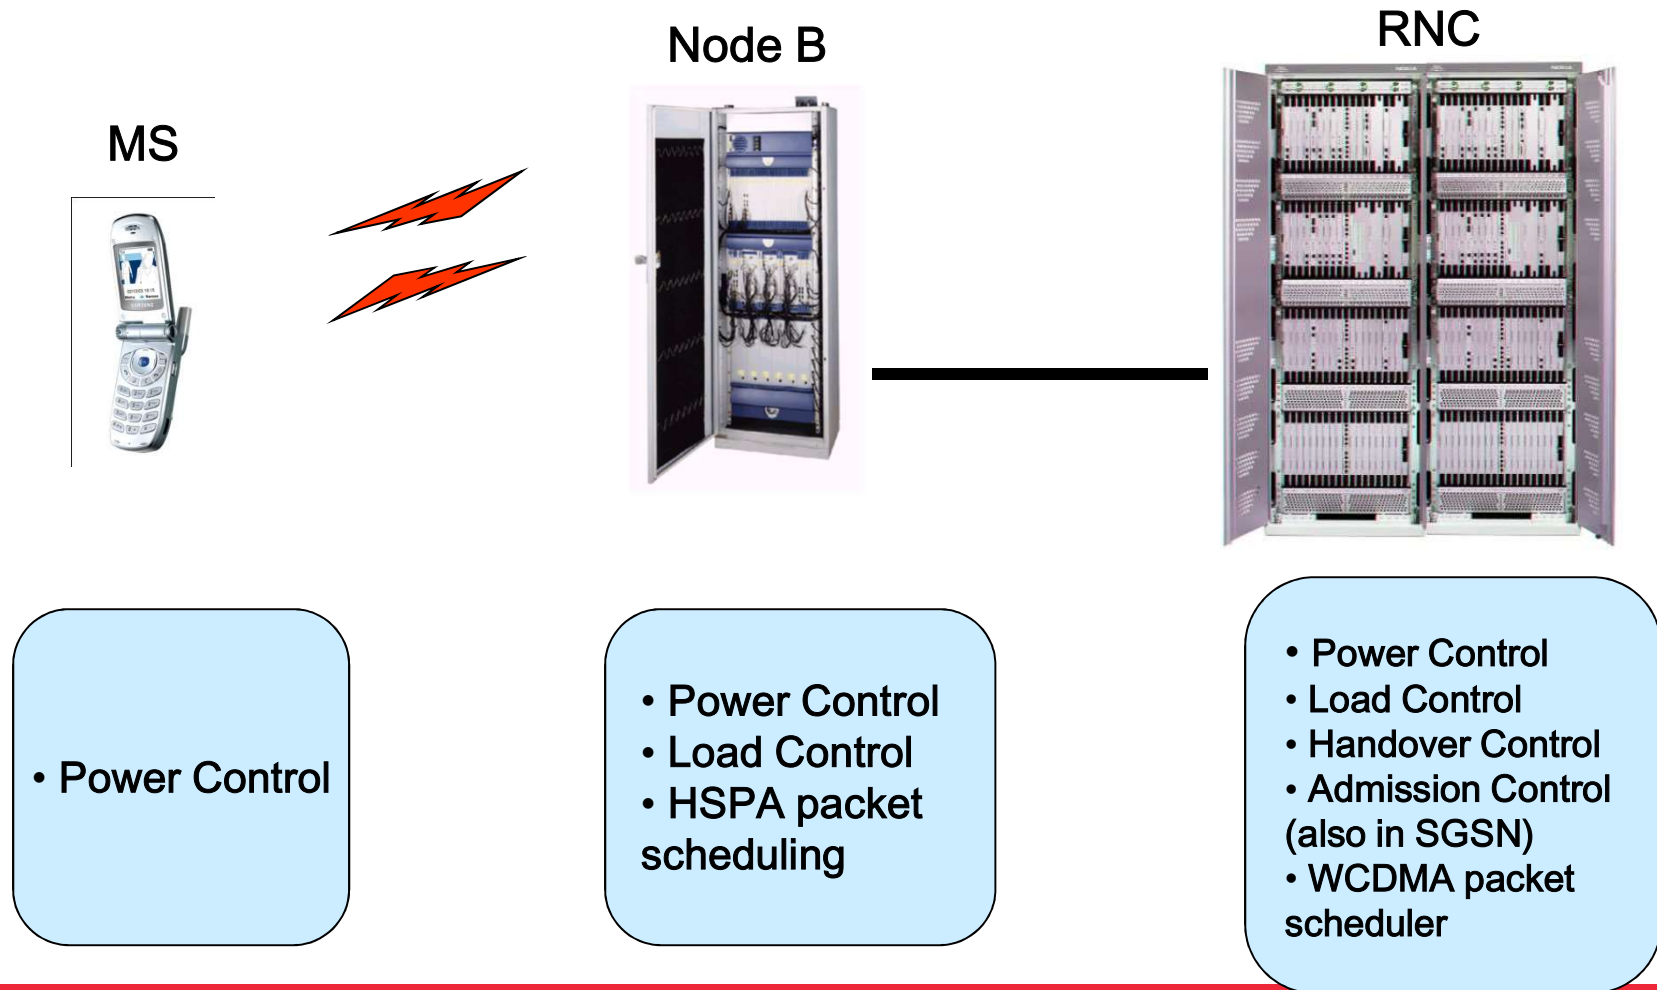 Node B
RNC
MS
• Power Control
• Power Control
• Load Control
• HSPA packet
scheduling
• Power Control
• Load Control
• Handover Control
• Admission Control
(also in SGSN)
• WCDMA packet
scheduler